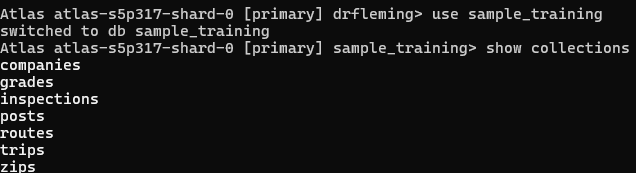 Atlas atlas-s5p317-shard-0 [primary] drfleming> use sample_training
switched to db sample_training
Atlas atlas-s5p317-shard-0 [primary] sample_training> show collections
companies
grades
inspections
posts
routes
trips
zips